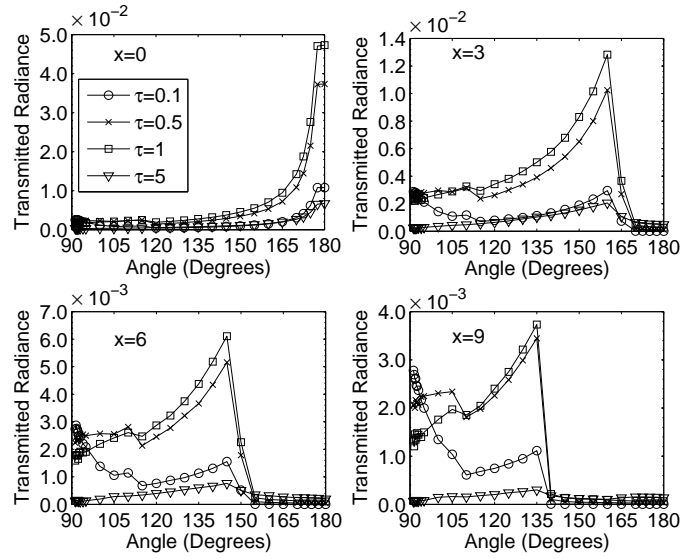 × 10⁻²
x=0
Transmitted Radiance
5.0
4.0
3.0
2.0
1.0
0.0
τ=0.1
τ=0.5
τ=1
τ=5
90 105 120 135 150 165 180
Angle (Degrees)
× 10⁻²
x=3
Transmitted Radiance
1.4
1.2
1.0
0.8
0.6
0.4
0.2
0.0
90 105 120 135 150 160 170 180
Angle (Degrees)
× 10⁻³
x=6
Transmitted Radiance
7.0
6.0
5.0
4.0
3.0
2.0
1.0
0.0
90 105 120 135 150 165 180
Angle (Degrees)
× 10⁻³
x=9
Transmitted Radiance
4.0
3.0
2.0
1.0
0.0
90 105 120 135 150 165 180
Angle (Degrees)